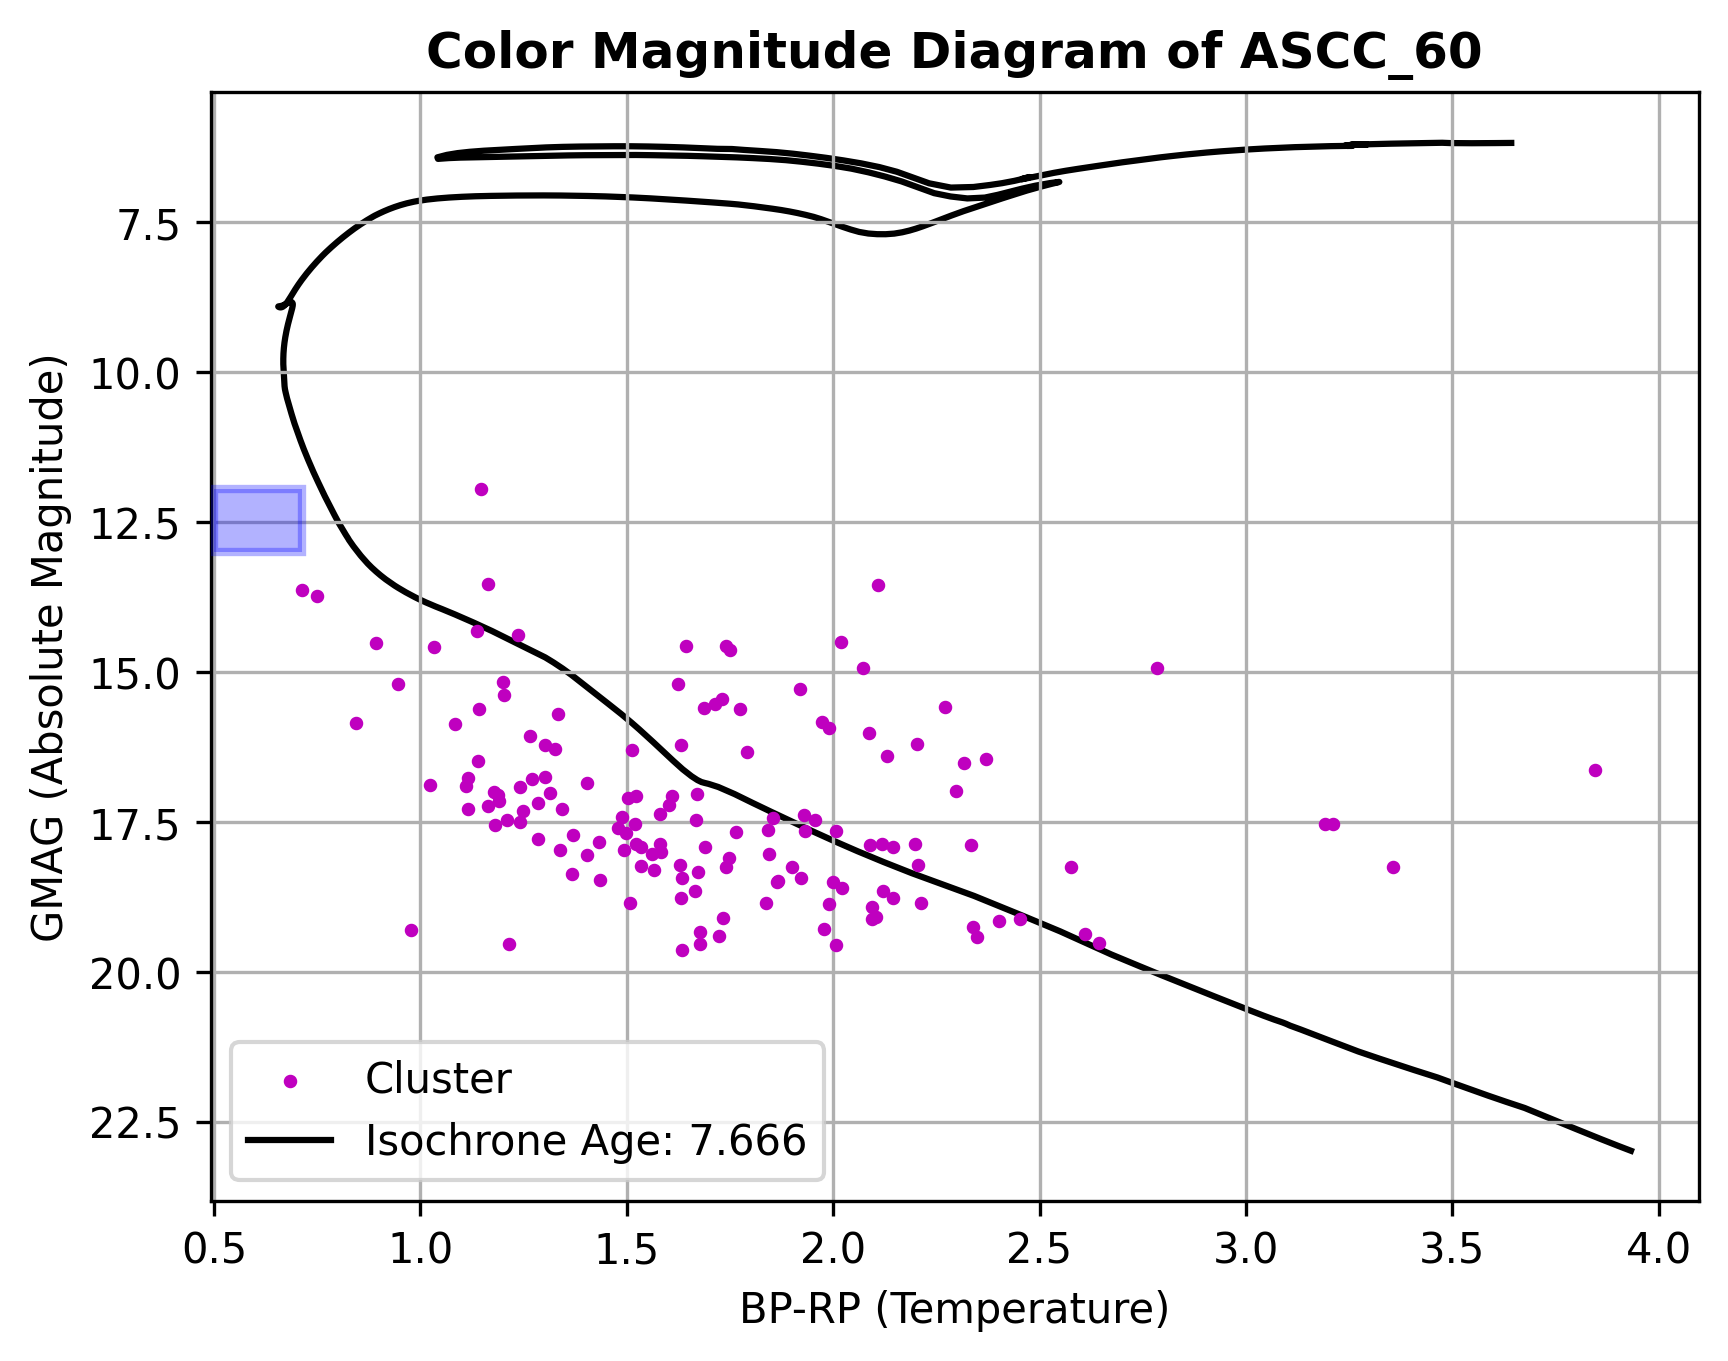 Color Magnitude Diagram of ASCC_60
GMAG (Absolute Magnitude)
7.5
10.0
12.5
15.0
17.5
20.0
22.5
Cluster
Isochrone Age: 7.666
0.5 1.0 1.5 2.0 2.5 3.0 3.5 4.0
BP-RP (Temperature)